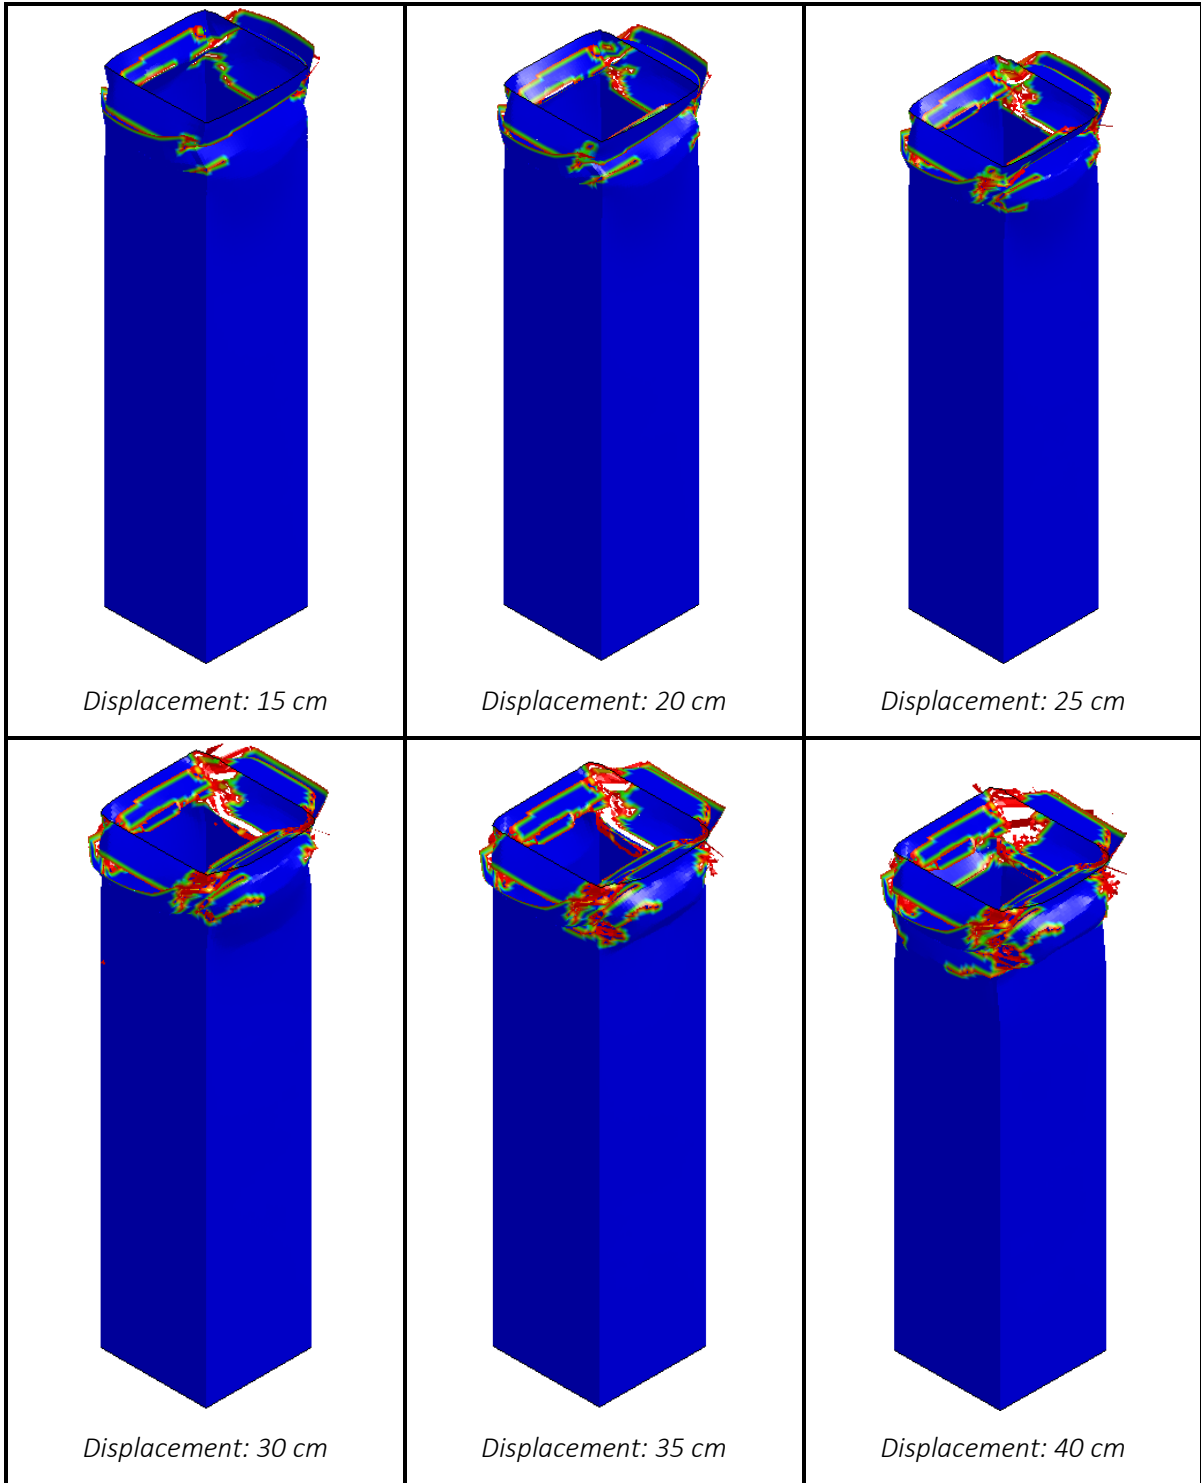 Displacement: 15 cm
Displacement: 20 cm
Displacement: 25 cm
Displacement: 30 cm
Displacement: 35 cm
Displacement: 40 cm